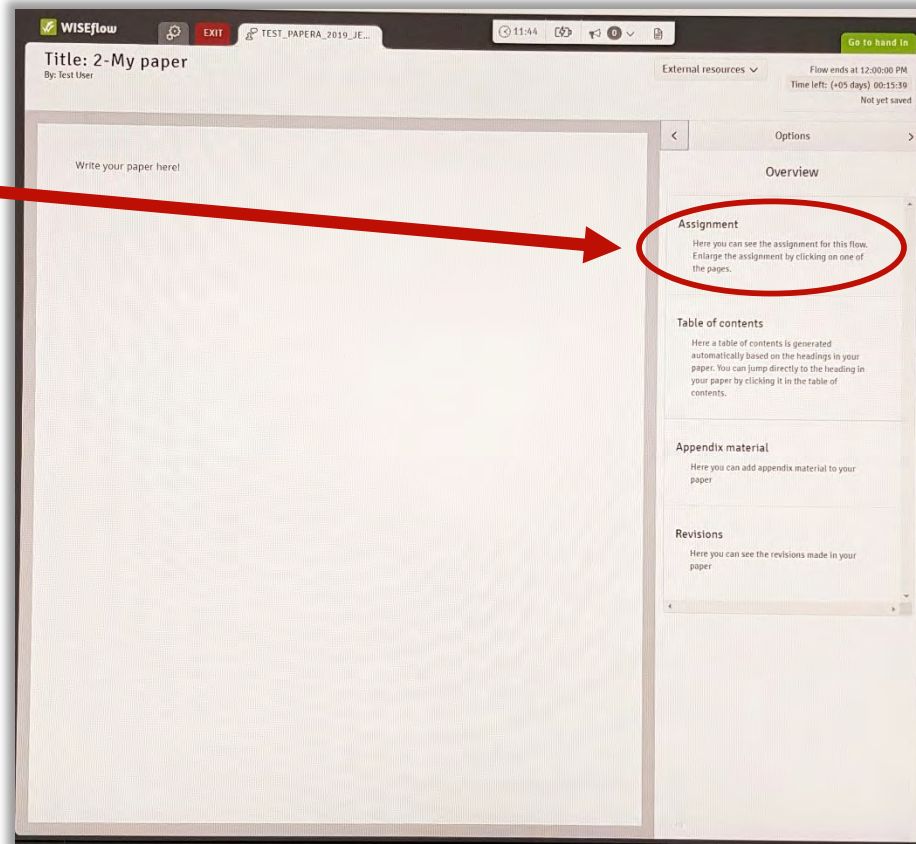 WISEflow
EXIT
TEST_PAPERA_2019_JE...
11:44
0
Go to hand in
Title: 2-My paper
By: Test User
External resources
Flow ends at 12:00:00 PM
Time left: (+05 days) 00:15:39
Not yet saved
Write your paper here!
Options
Overview
Assignment
Here you can see the assignment for this flow.
Enlarge the assignment by clicking on one of
the pages.
Table of contents
Here a table of contents is generated
automatically based on the headings in your
paper. You can jump directly to the heading in
your paper by clicking it in the table of
contents.
Appendix material
Here you can add appendix material to your
paper
Revisions
Here you can see the revisions made in your
paper